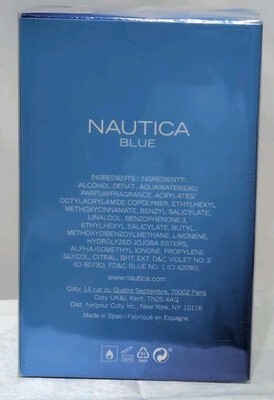 NAUTICA
BLUE
INGREDIENTS / INGREDIENTS:
ALCOHOL DENAT, AQUA/WATER/EAU,
PARFUM/FRAGRANCE, ACRYLATES/
OCTYLACRYLAMIDE COPOLYMER, ETHYLHEXYL
METHOXYCINNAMATE, BENZYL SALICYLATE,
LINALOOL, BENZOPHENONE-3,
ETHYLHEXYL SALICYLATE, BUTYL
METHOXYDIBENZOYLMETHANE, LIMONENE,
HYDROLYZED JOJOBA ESTERS,
ALPHA-ISOMETHYL IONONE, PROPYLENE
GLYCOL, CITRAL, BHT, EXT. D&C VIOLET NO. 2
(CI 60730), FD&C BLUE NO. 1 (CI 42090).
www.nautica.com
Coty, 14 rue du Quatre Septembre, 75002 Paris
Coty UK&I, Kent, TN25 4AQ
Dist. for/pour Coty Inc., New York, NY 10118
Made in Spain / Fabriqué en Espagne
PAP